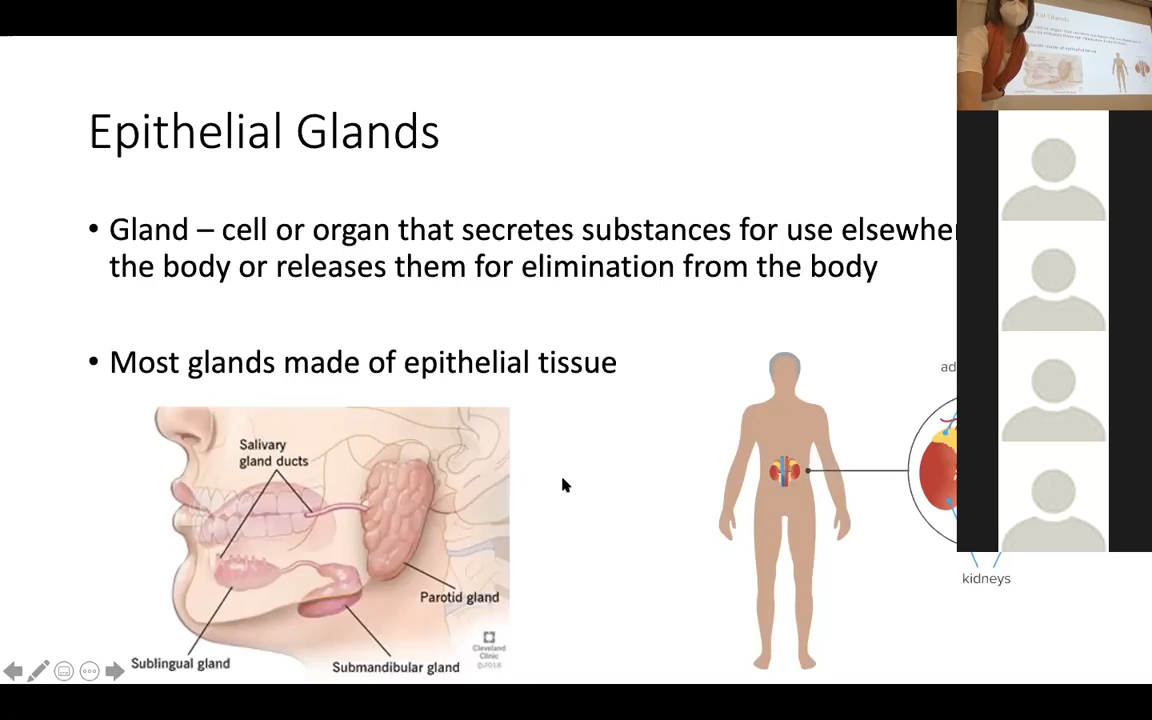 Epithelial Glands
• Gland – cell or organ that secretes substances for use elsewher
the body or releases them for elimination from the body
• Most glands made of epithelial tissue
Salivary
gland ducts
Parotid gland
Sublingual gland
Submandibular gland
Cleveland
Clinic
©2018
ad
kidneys